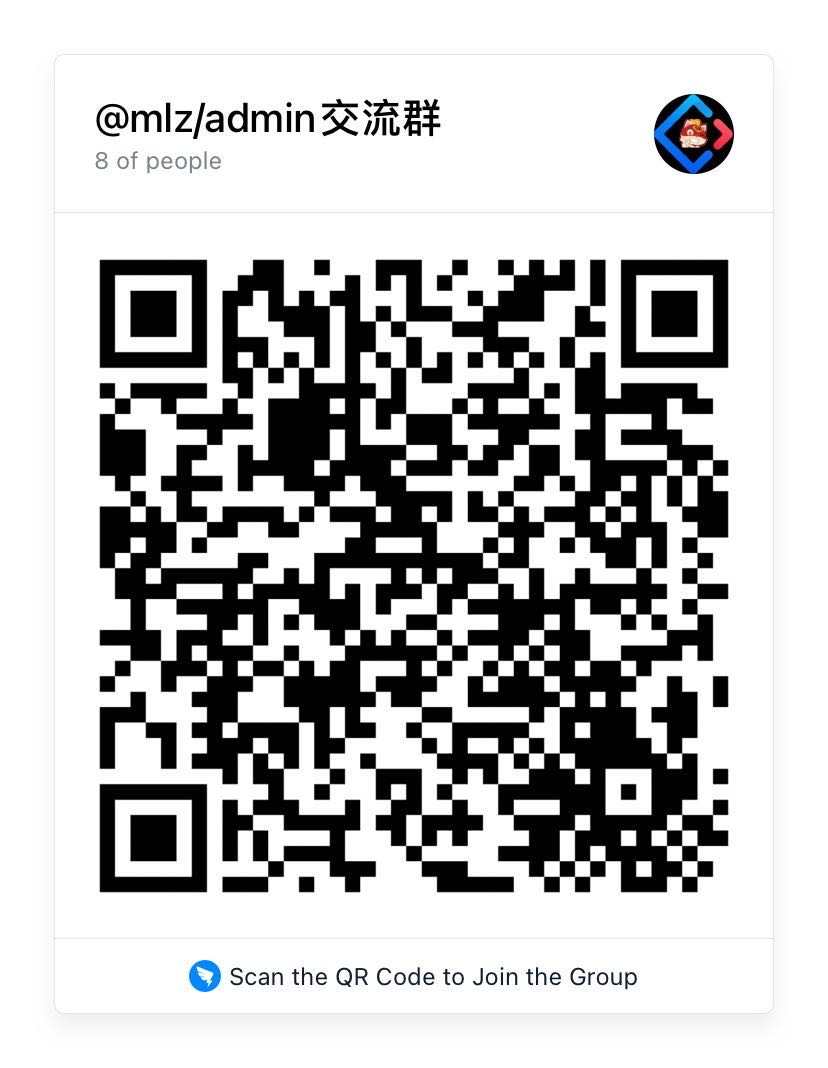 @mlz/admin交流群
8 of people
Scan the QR Code to Join the Group